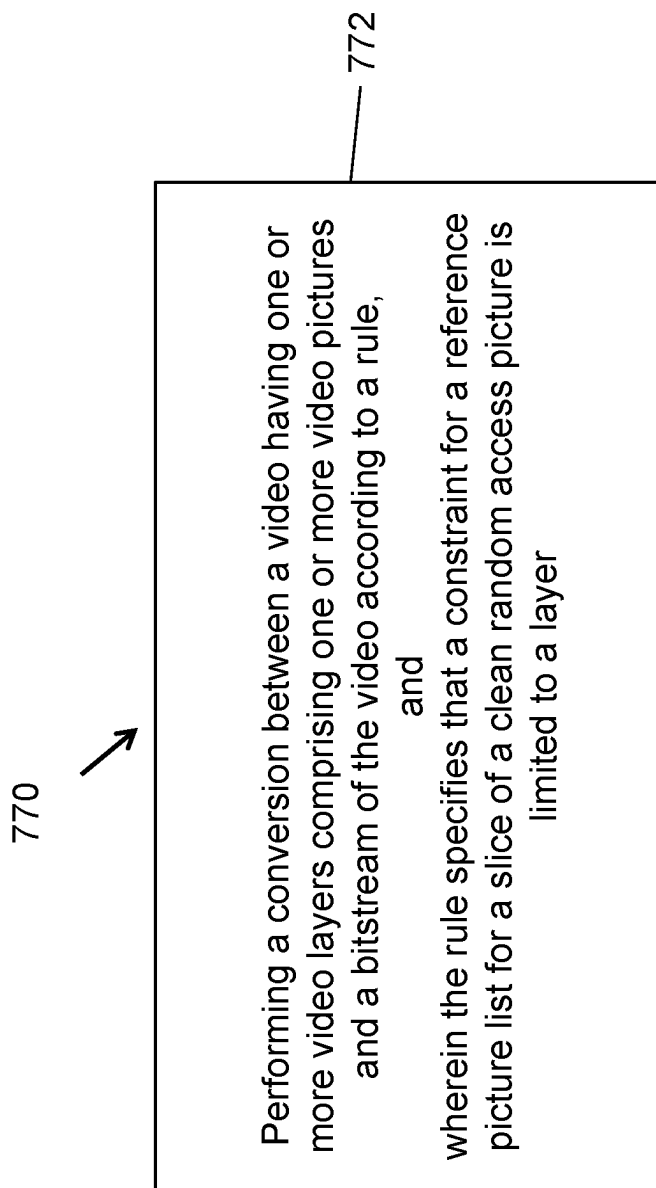 770
772
Performing a conversion between a video having one or
more video layers comprising one or more video pictures
and a bitstream of the video according to a rule,
and
wherein the rule specifies that a constraint for a reference
picture list for a slice of a clean random access picture is
limited to a layer